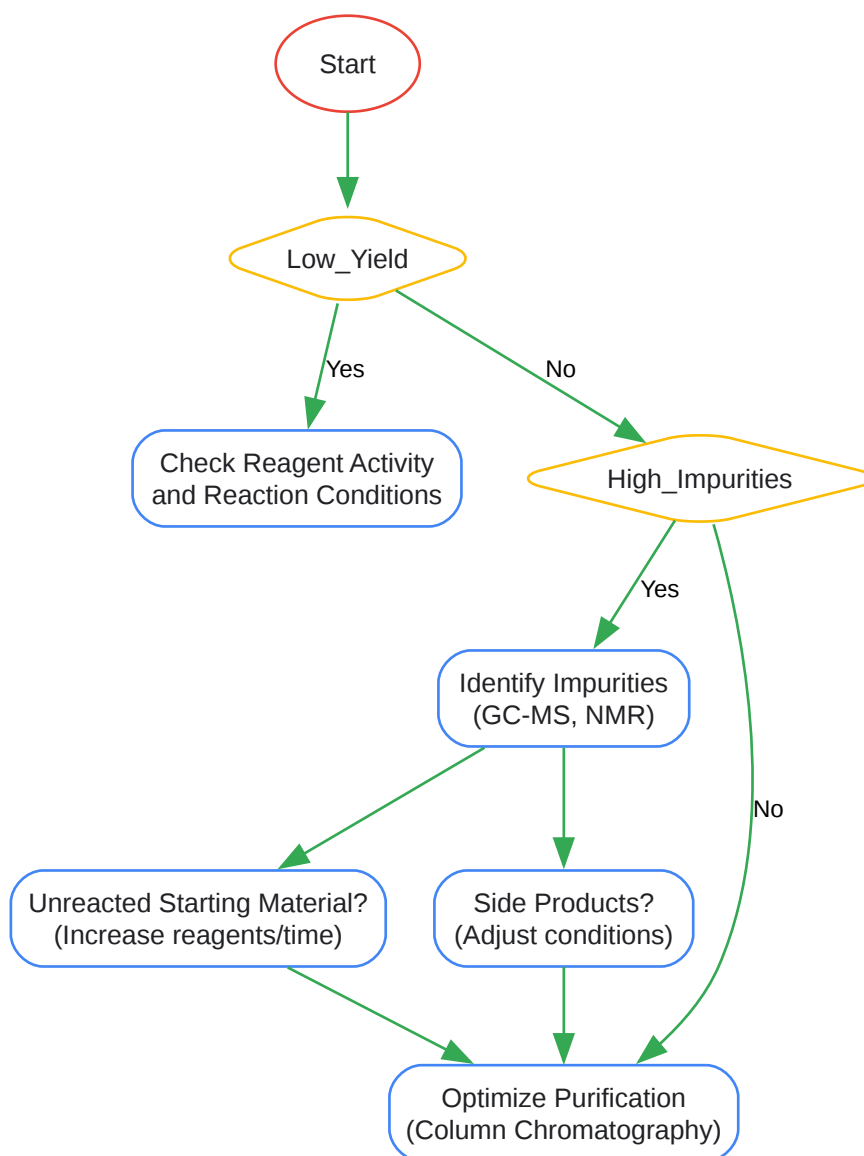 Start
Low_Yield
Yes
No
Check Reagent Activity
and Reaction Conditions
High_Impurities
Yes
Identify Impurities
(GC-MS, NMR)
No
Unreacted Starting Material?
(Increase reagents/time)
Side Products?
(Adjust conditions)
Optimize Purification
(Column Chromatography)